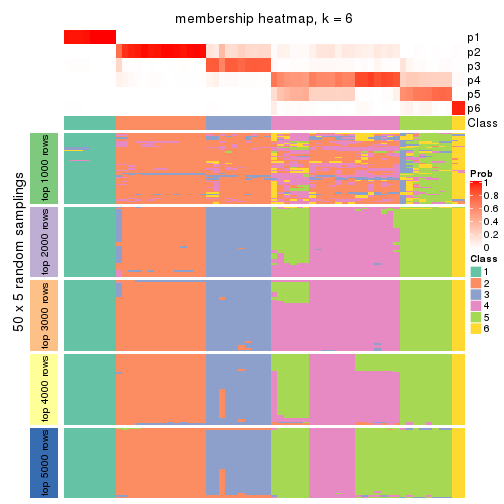 membership heatmap, k = 6
p1
p2
p3
p4
p5
p6
Class
50 x 5 random samplings
top 1000 rows
top 2000 rows
top 3000 rows
top 4000 rows
top 5000 rows
Prob
1
0.8
0.6
0.4
0.2
0
Class
1
2
3
4
5
6